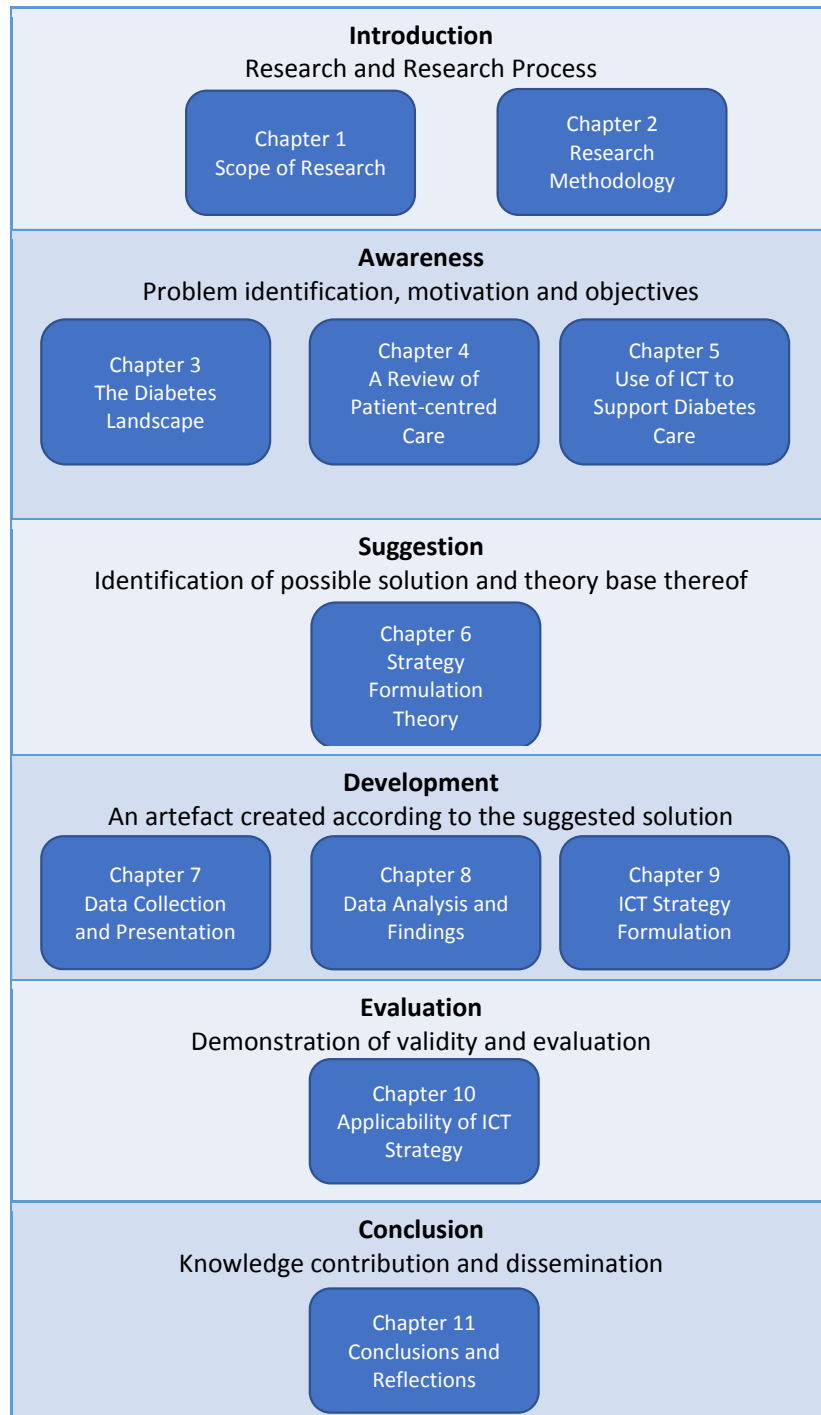 Introduction
Research and Research Process
Chapter 1
Scope of Research
Chapter 2
Research
Methodology
Awareness
Problem identification, motivation and objectives
Chapter 3
The Diabetes
Landscape
Chapter 4
A Review of
Patient-centred
Care
Chapter 5
Use of ICT to
Support Diabetes
Care
Suggestion
Identification of possible solution and theory base thereof
Chapter 6
Strategy
Formulation
Theory
Development
An artefact created according to the suggested solution
Chapter 7
Data Collection
and Presentation
Chapter 8
Data Analysis and
Findings
Chapter 9
ICT Strategy
Formulation
Evaluation
Demonstration of validity and evaluation
Chapter 10
Applicability of ICT
Strategy
Conclusion
Knowledge contribution and dissemination
Chapter 11
Conclusions and
Reflections